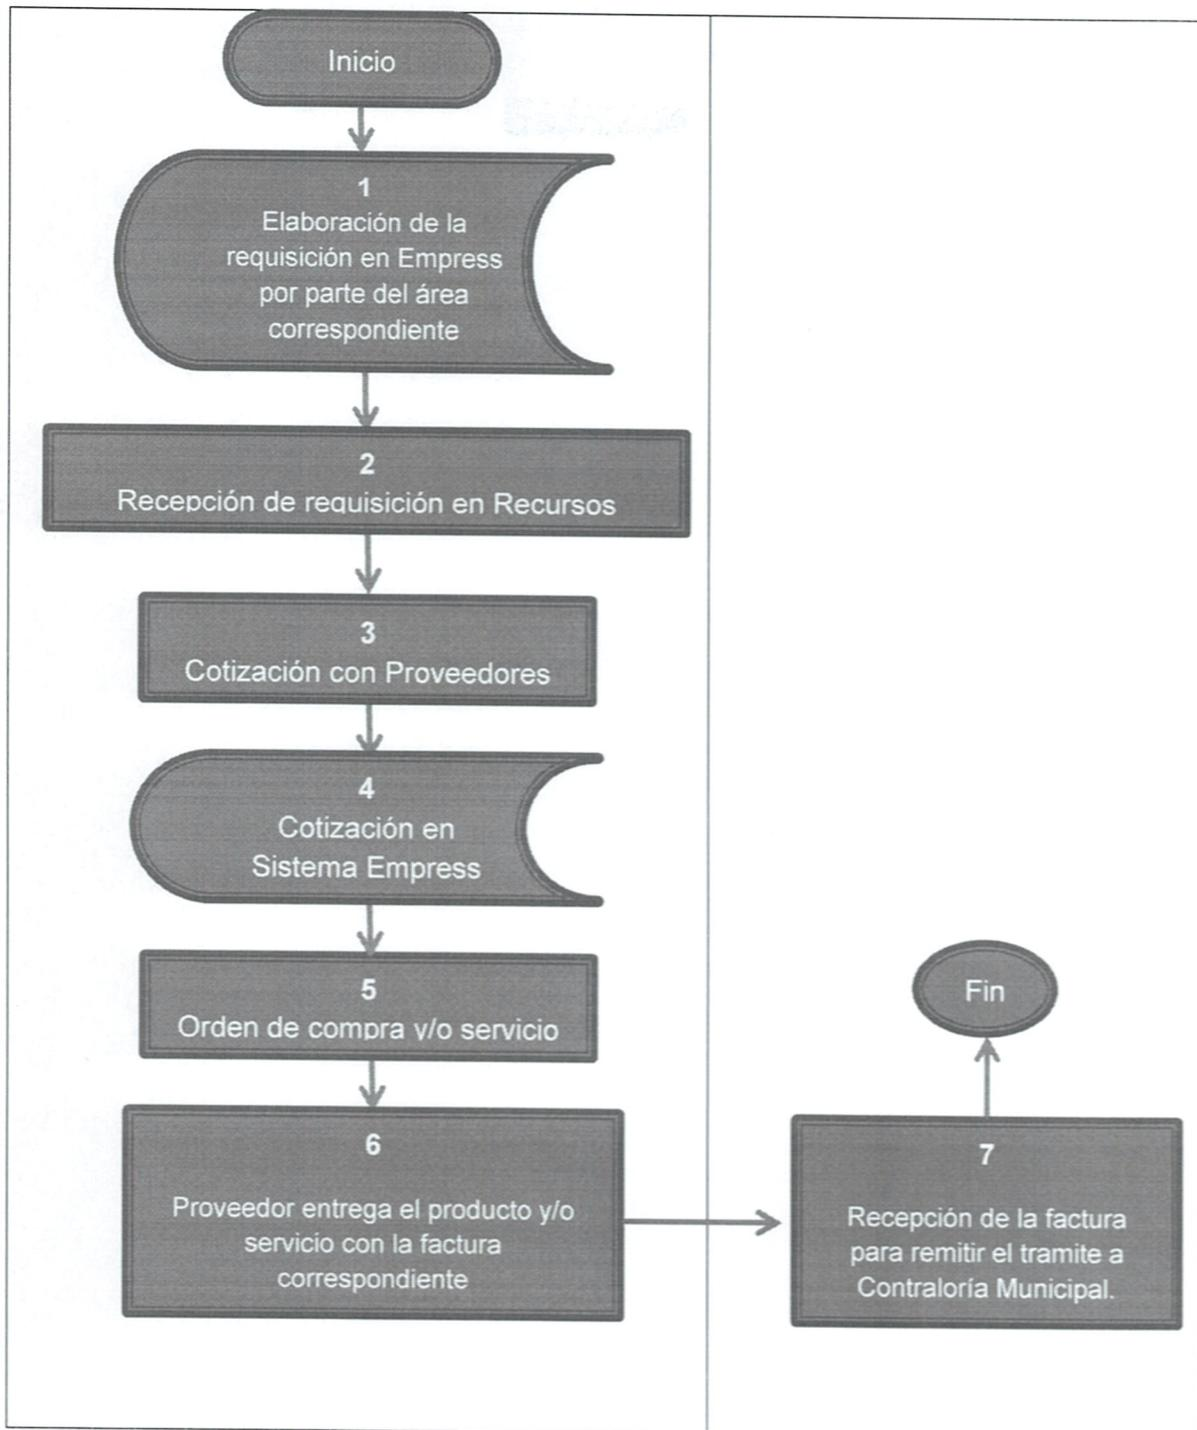 Inicio
1
Elaboración de la
requisición en Empress
por parte del área
correspondiente
2
Recepción de requisición en Recursos
3
Cotización con Proveedores
4
Cotización en
Sistema Empress
5
Orden de compra y/o servicio
6
Proveedor entrega el producto y/o
servicio con la factura
correspondiente
7
Recepción de la factura
para remitir el tramite a
Contraloría Municipal.
Fin